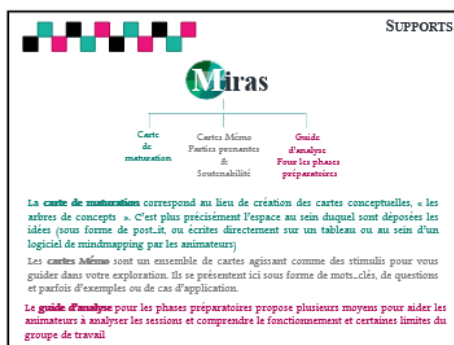 SUPPORTS
Miras
Carte
de
maturation
Cartes Mémo
Parties prenantes
&
Soutenabilité
Guide
d'analyse
Pour les phases
préparatoires
La carte de maturation correspond au lieu de création des cartes conceptuelles, « les
arbres de concepts ». C'est plus précisément l'espace au sein duquel sont déposées les
idées (sous forme de post_it, ou écrites directement sur un tableau ou au sein d'un
logiciel de mindmapping par les animateurs)
Les cartes Mémo sont un ensemble de cartes agissant comme des stimulis pour vous
guider dans votre exploration. Ils se présentent ici sous forme de mots_clés, de questions
et parfois d'exemples ou de cas d'application.
Le guide d'analyse pour les phases préparatoires propose plusieurs moyens pour aider les
animateurs à analyser les sessions et comprendre le fonctionnement et certaines limites du
groupe de travail